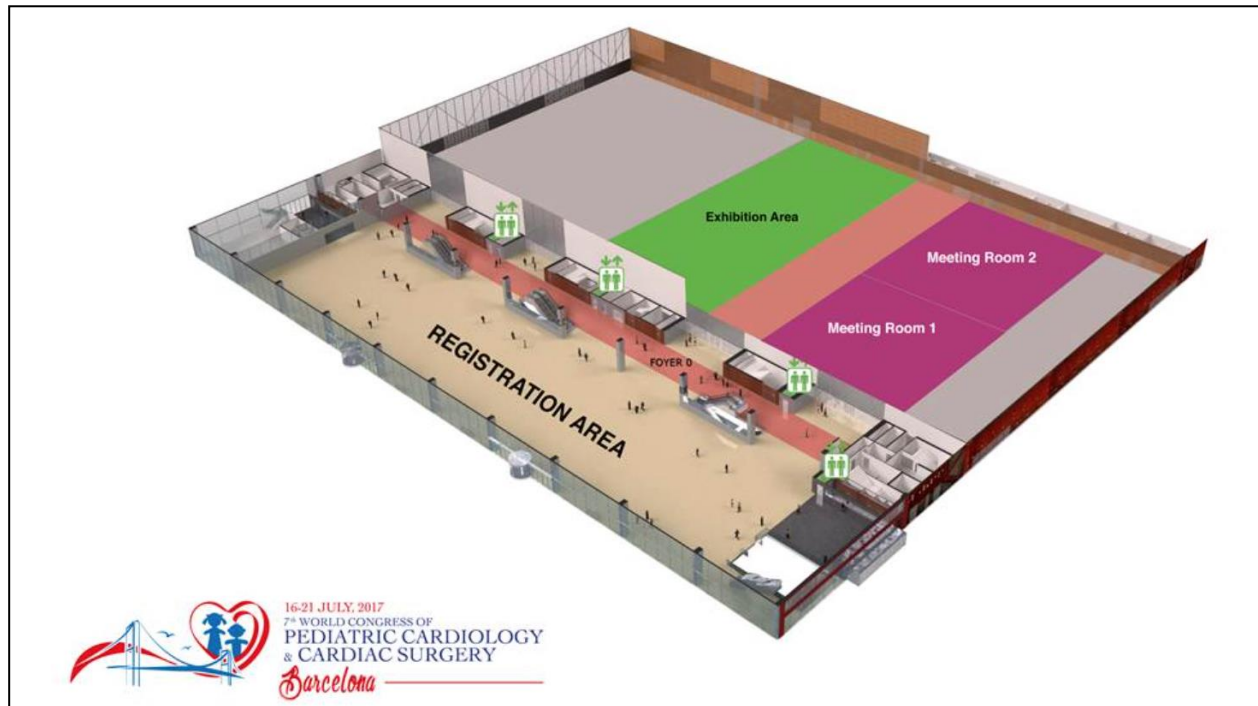 Exhibition Area
Meeting Room 2
Meeting Room 1
FOYER 0
REGISTRATION AREA
16-21 JULY, 2017
7th WORLD CONGRESS OF
PEDIATRIC CARDIOLOGY
& CARDIAC SURGERY
Barcelona